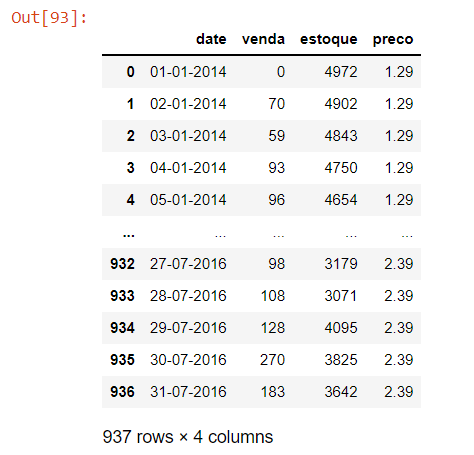 Out[93]:
date venda estoque preco
0 01-01-2014 0 4972 1.29
1 02-01-2014 70 4902 1.29
2 03-01-2014 59 4843 1.29
3 04-01-2014 93 4750 1.29
4 05-01-2014 96 4654 1.29
... ... ... ... ...
932 27-07-2016 98 3179 2.39
933 28-07-2016 108 3071 2.39
934 29-07-2016 128 4095 2.39
935 30-07-2016 270 3825 2.39
936 31-07-2016 183 3642 2.39
937 rows × 4 columns